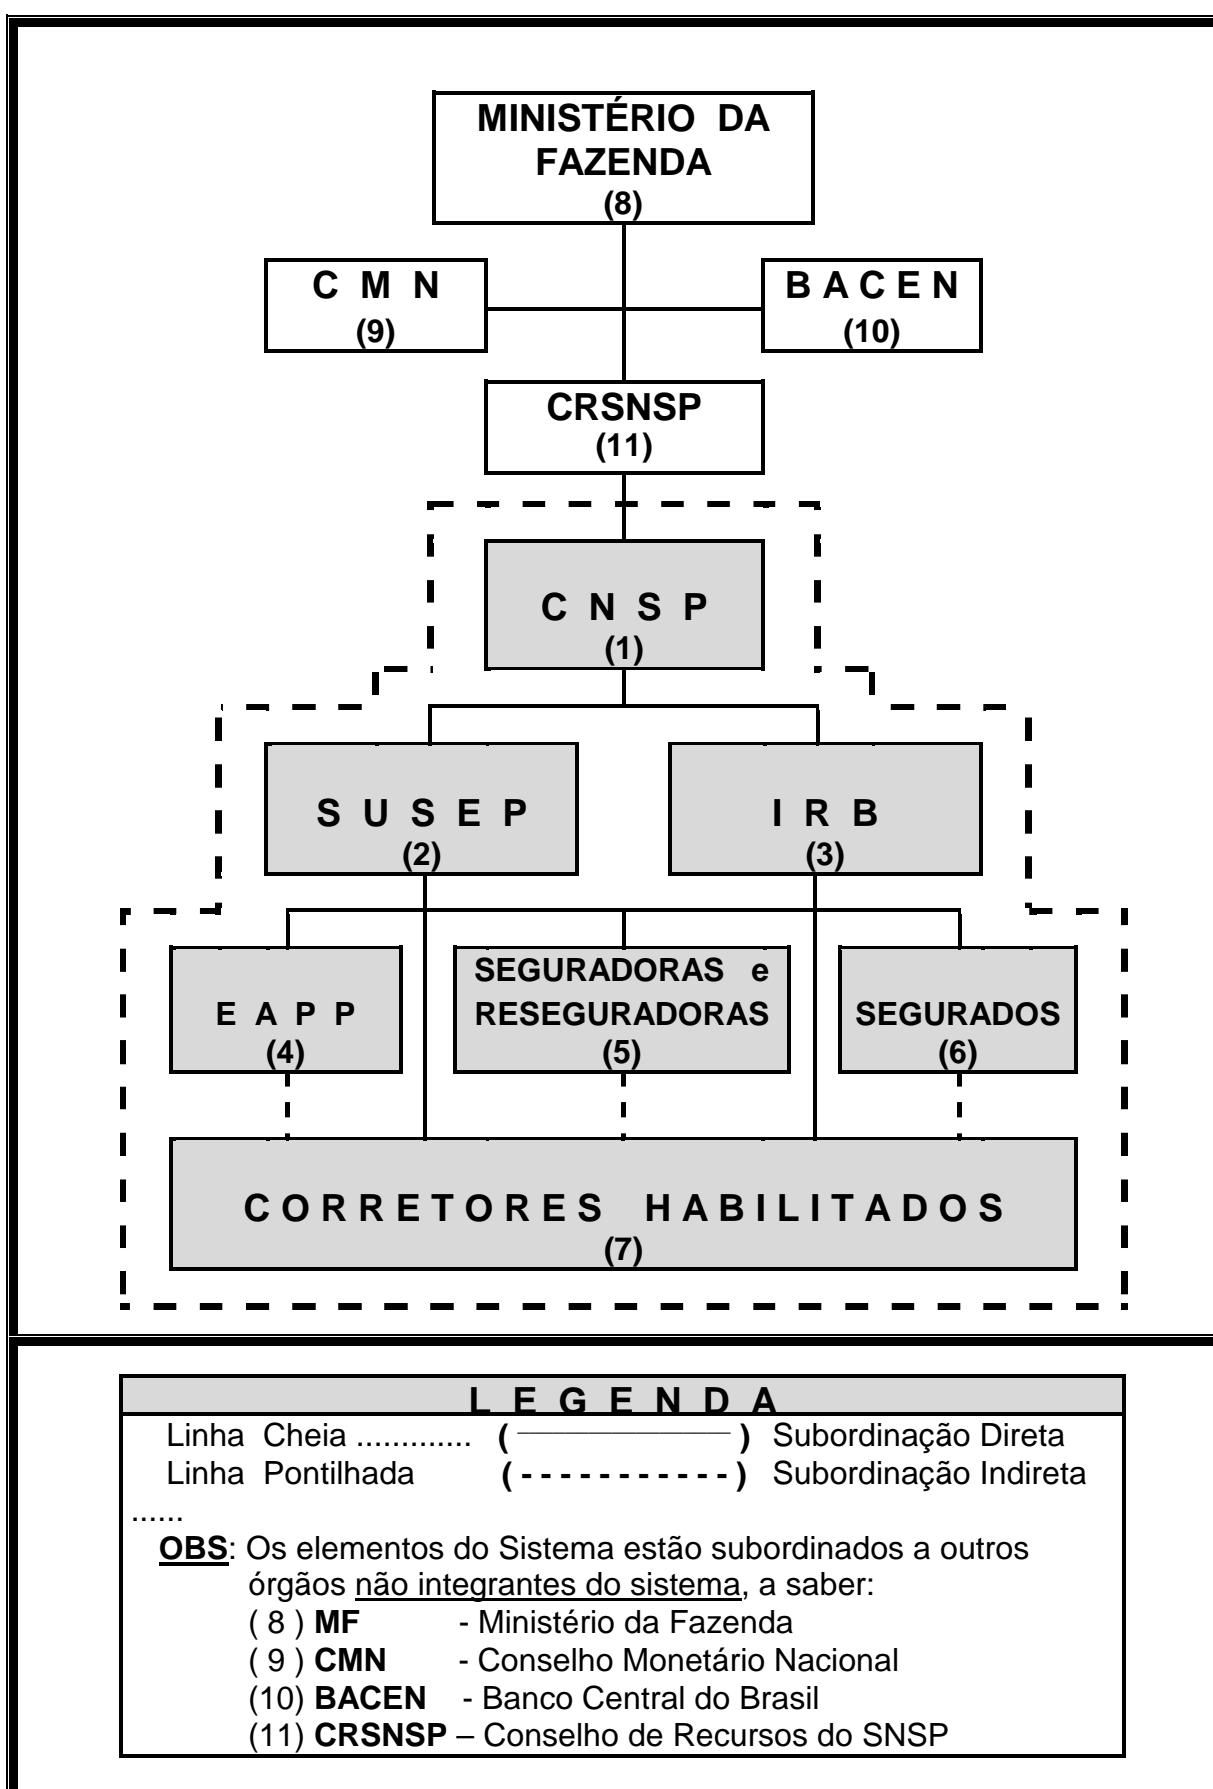 MINISTÉRIO DA
FAZENDA
(8)
C M N
(9)
B A C E N
(10)
CRSNSP
(11)
C N S P
(1)
S U S E P
(2)
I R B
(3)
E A P P
(4)
SEGURADORAS e
RESEGURADORAS
(5)
SEGURADOS
(6)
C O R R E T O R E S H A B I L I T A D O S
(7)
L E G E N D A
Linha Cheia ............. ( ___________ ) Subordinação Direta
Linha Pontilhada ( - - - - - - - - - - - ) Subordinação Indireta
......
OBS: Os elementos do Sistema estão subordinados a outros
órgãos não integrantes do sistema, a saber:
( 8 ) MF - Ministério da Fazenda
( 9 ) CMN - Conselho Monetário Nacional
(10) BACEN - Banco Central do Brasil
(11) CRSNSP – Conselho de Recursos do SNSP